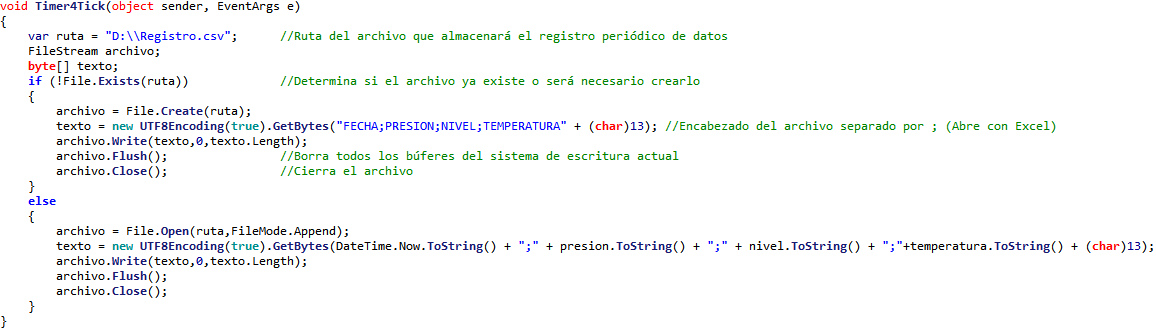 void Timer4Tick(object sender, EventArgs e)
{
    var ruta = "D:\\Registro.csv";      //Ruta del archivo que almacenará el registro periódico de datos
    FileStream archivo;
    byte[] texto;
    if (!File.Exists(ruta))             //Determina si el archivo ya existe o será necesario crearlo
    {
        archivo = File.Create(ruta);
        texto = new UTF8Encoding(true).GetBytes("FECHA;PRESION;NIVEL;TEMPERATURA" + (char)13); //Encabezado del archivo separado por ; (Abre con Excel)
        archivo.Write(texto,0,texto.Length);
        archivo.Flush();                //Borra todos los búferes del sistema de escritura actual
        archivo.Close();                //Cierra el archivo
    }
    else
    {
        archivo = File.Open(ruta,FileMode.Append);
        texto = new UTF8Encoding(true).GetBytes(DateTime.Now.ToString() + ";" + presion.ToString() + ";" + nivel.ToString() + ";"+temperatura.ToString() + (char)13);
        archivo.Write(texto,0,texto.Length);
        archivo.Flush();
        archivo.Close();
    }
}